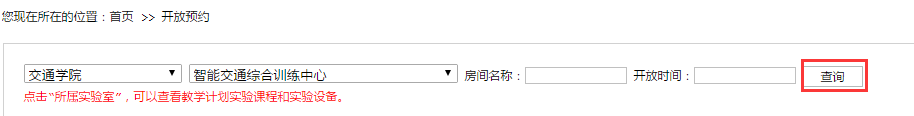 您现在所在的位置：首页 >> 开放预约
交通学院 智能交通综合训练中心 房间名称： 开放时间： 查询
点击“所属实验室”，可以查看教学计划实验课程和实验设备。